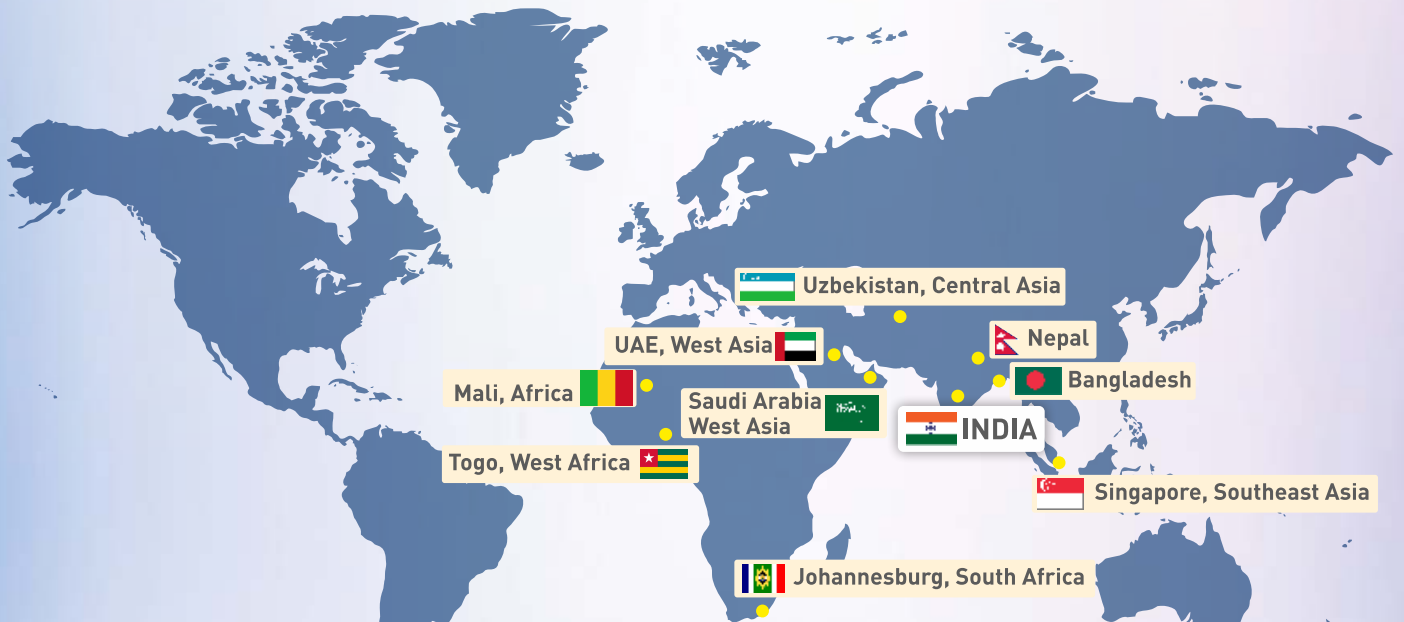 Uzbekistan, Central Asia
UAE, West Asia
Nepal
Mali, Africa
Bangladesh
Saudi Arabia
West Asia
INDIA
Togo, West Africa
Singapore, Southeast Asia
Johannesburg, South Africa